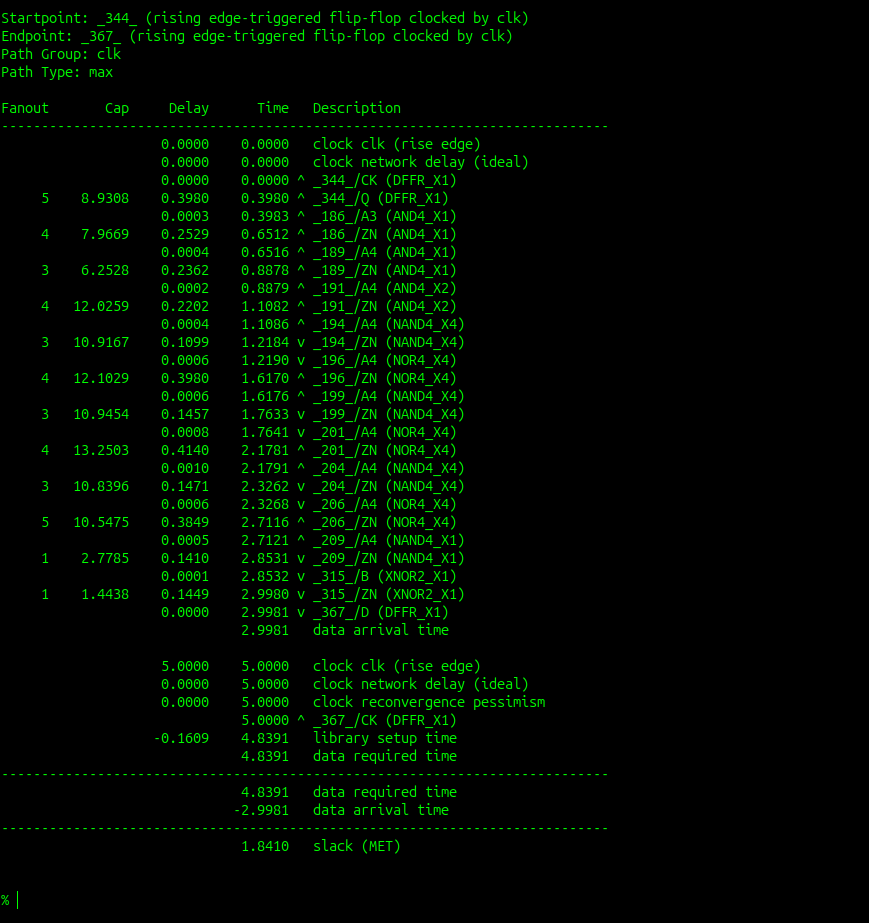 Startpoint: _344_ (rising edge-triggered flip-flop clocked by clk)
Endpoint: _367_ (rising edge-triggered flip-flop clocked by clk)
Path Group: clk
Path Type: max
Fanout       Cap     Delay      Time   Description
----------------------------------------------------------------------------
                    0.0000    0.0000   clock clk (rise edge)
                    0.0000    0.0000   clock network delay (ideal)
                    0.0000    0.0000 ^ _344_/CK (DFFR_X1)
     5    8.9308    0.3980    0.3980 ^ _344_/Q (DFFR_X1)
                    0.0003    0.3983 ^ _186_/A3 (AND4_X1)
     4    7.9669    0.2529    0.6512 ^ _186_/ZN (AND4_X1)
                    0.0004    0.6516 ^ _189_/A4 (AND4_X1)
     3    6.2528    0.2362    0.8878 ^ _189_/ZN (AND4_X1)
                    0.0002    0.8879 ^ _191_/A4 (AND4_X2)
     4   12.0259    0.2202    1.1082 ^ _191_/ZN (AND4_X2)
                    0.0004    1.1086 ^ _194_/A4 (NAND4_X4)
     3   10.9167    0.1099    1.2184 v _194_/ZN (NAND4_X4)
                    0.0006    1.2190 v _196_/A4 (NOR4_X4)
     4   12.1029    0.3980    1.6170 ^ _196_/ZN (NOR4_X4)
                    0.0006    1.6176 ^ _199_/A4 (NAND4_X4)
     3   10.9454    0.1457    1.7633 v _199_/ZN (NAND4_X4)
                    0.0008    1.7641 v _201_/A4 (NOR4_X4)
     4   13.2503    0.4140    2.1781 ^ _201_/ZN (NOR4_X4)
                    0.0010    2.1791 ^ _204_/A4 (NAND4_X4)
     3   10.8396    0.1471    2.3262 v _204_/ZN (NAND4_X4)
                    0.0006    2.3268 v _206_/A4 (NOR4_X4)
     5   10.5475    0.3849    2.7116 ^ _206_/ZN (NOR4_X4)
                    0.0005    2.7121 ^ _209_/A4 (NAND4_X1)
     1    2.7785    0.1410    2.8531 v _209_/ZN (NAND4_X1)
                    0.0001    2.8532 v _315_/B (XNOR2_X1)
     1    1.4438    0.1449    2.9980 v _315_/ZN (XNOR2_X1)
                    0.0000    2.9981 v _367_/D (DFFR_X1)
                              2.9981   data arrival time
                    5.0000    5.0000   clock clk (rise edge)
                    0.0000    5.0000   clock network delay (ideal)
                    0.0000    5.0000   clock reconvergence pessimism
                              5.0000 ^ _367_/CK (DFFR_X1)
                   -0.1609    4.8391   library setup time
                              4.8391   data required time
----------------------------------------------------------------------------
                              4.8391   data required time
                             -2.9981   data arrival time
----------------------------------------------------------------------------
                              1.8410   slack (MET)
%